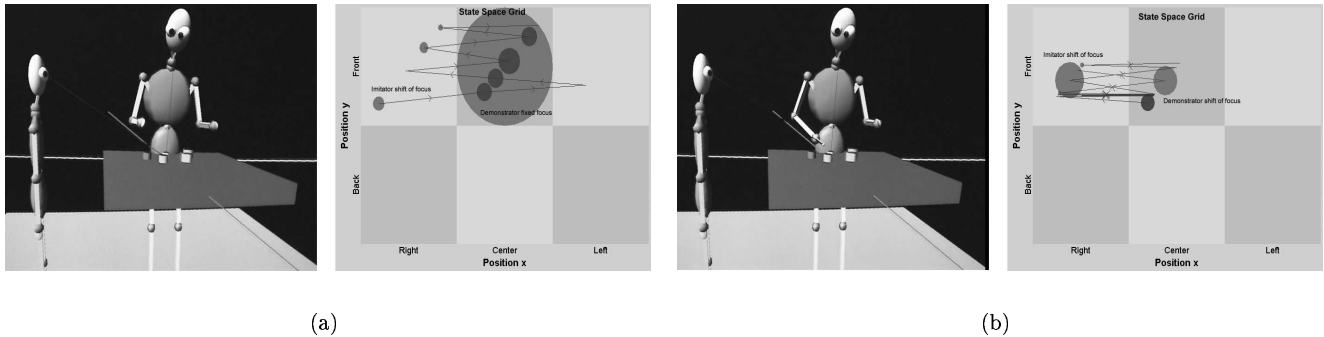 State Space Grid
Front
Imitator shift of focus
Demonstrator fixed focus
Position y
Back
Right Center Left
Position x
(a)
State Space Grid
Imitator shift of focus
Front
Demonstrator shift of focus
Position y
Back
Right Center Left
Position x
(b)